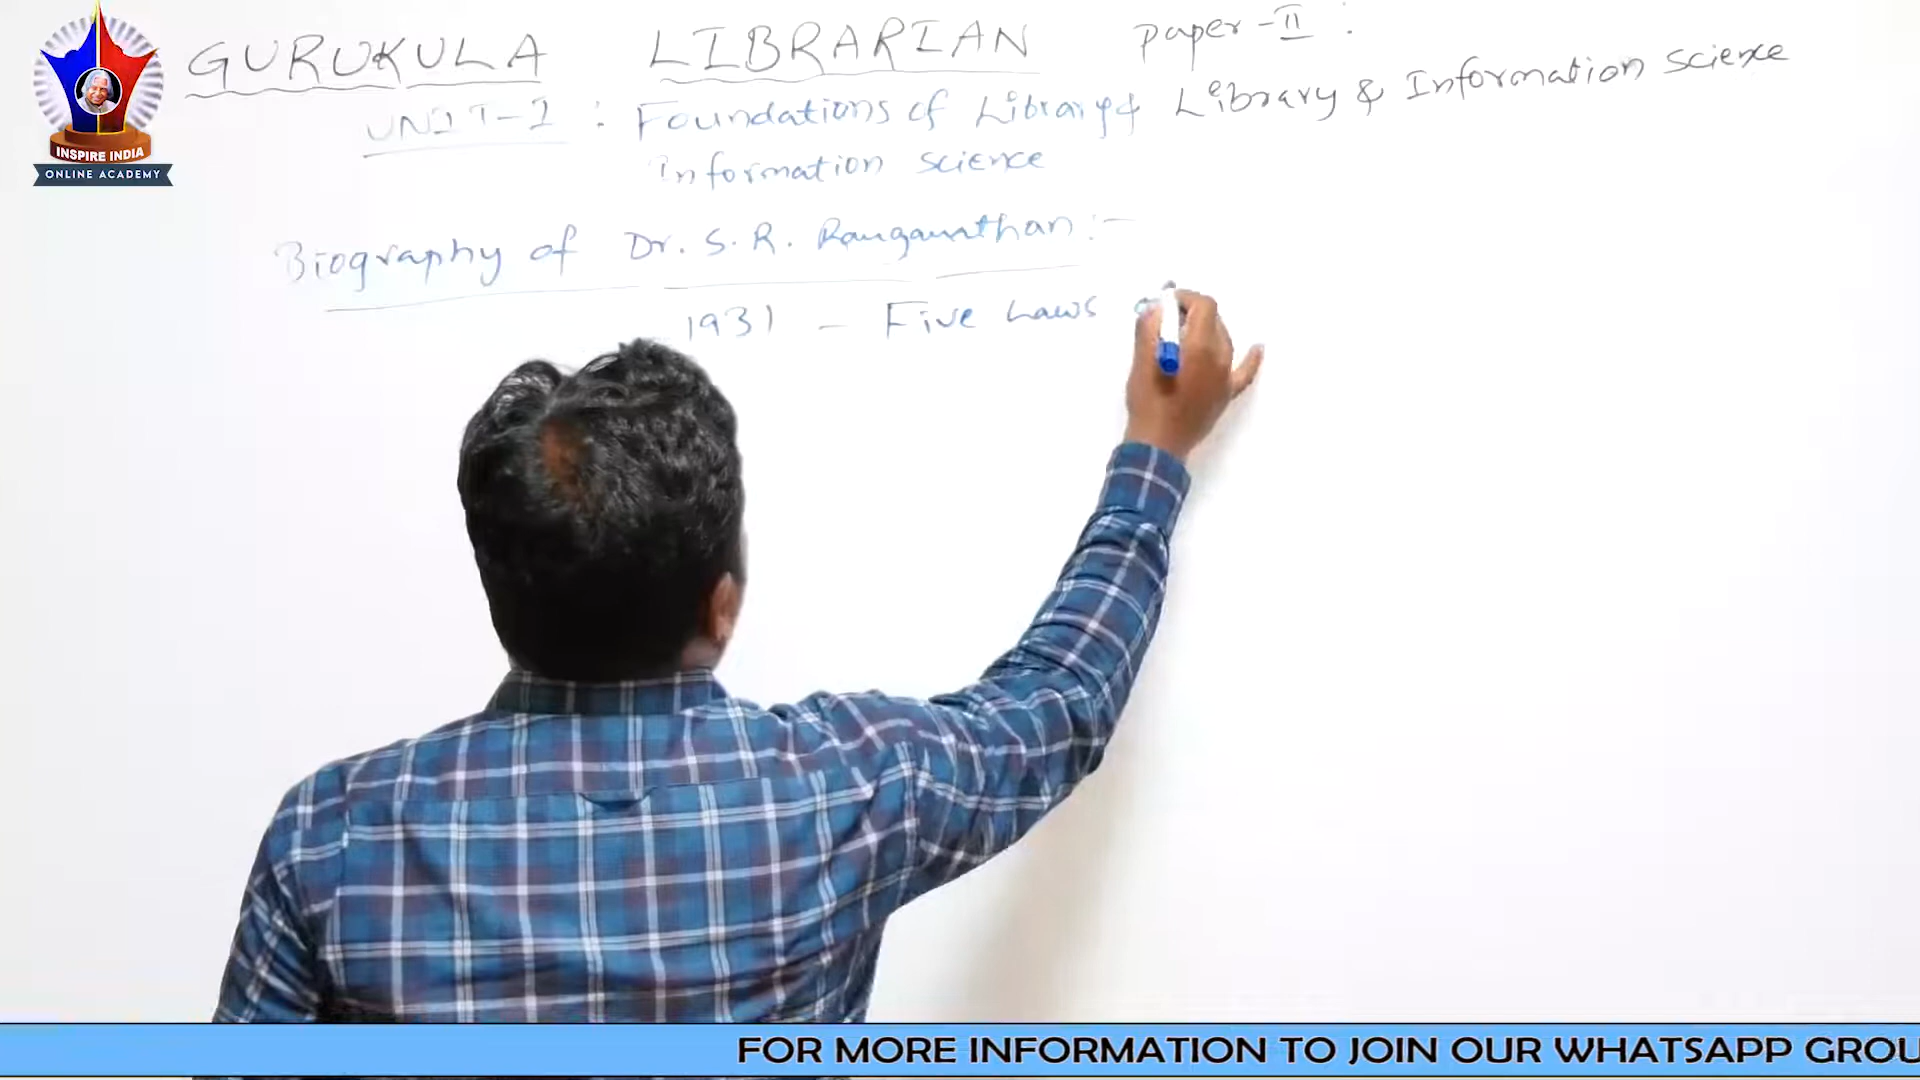 GURUKULA LIBRARIAN Paper-II :
Library & Information Science
UNIT-I : Foundations of Library &
Information Science
Biography of Dr. S. R. Ranganathan :-
1931 - Five Laws
INSPIRE INDIA
ONLINE ACADEMY
FOR MORE INFORMATION TO JOIN OUR WHATSAPP GROU